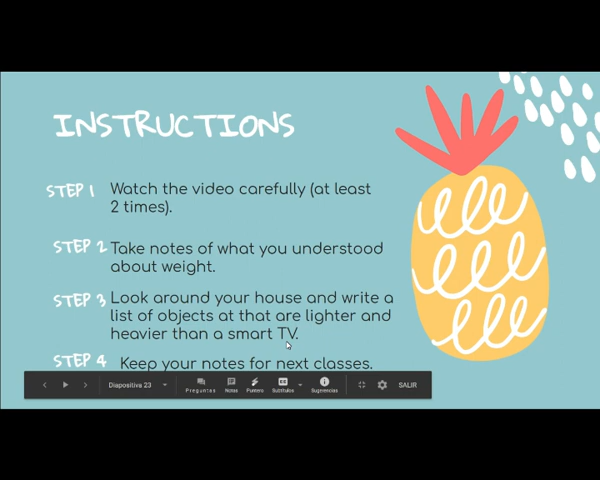 INSTRUCTIONS
STEP 1 Watch the video carefully (at least
2 times).
STEP 2 Take notes of what you understood
about weight.
STEP 3 Look around your house and write a
list of objects at that are lighter and
heavier than a smart TV.
STEP 4 Keep your notes for next classes.
Diapositiva 23 Preguntas Notas Puntero Subtítulos Sugerencias SALIR